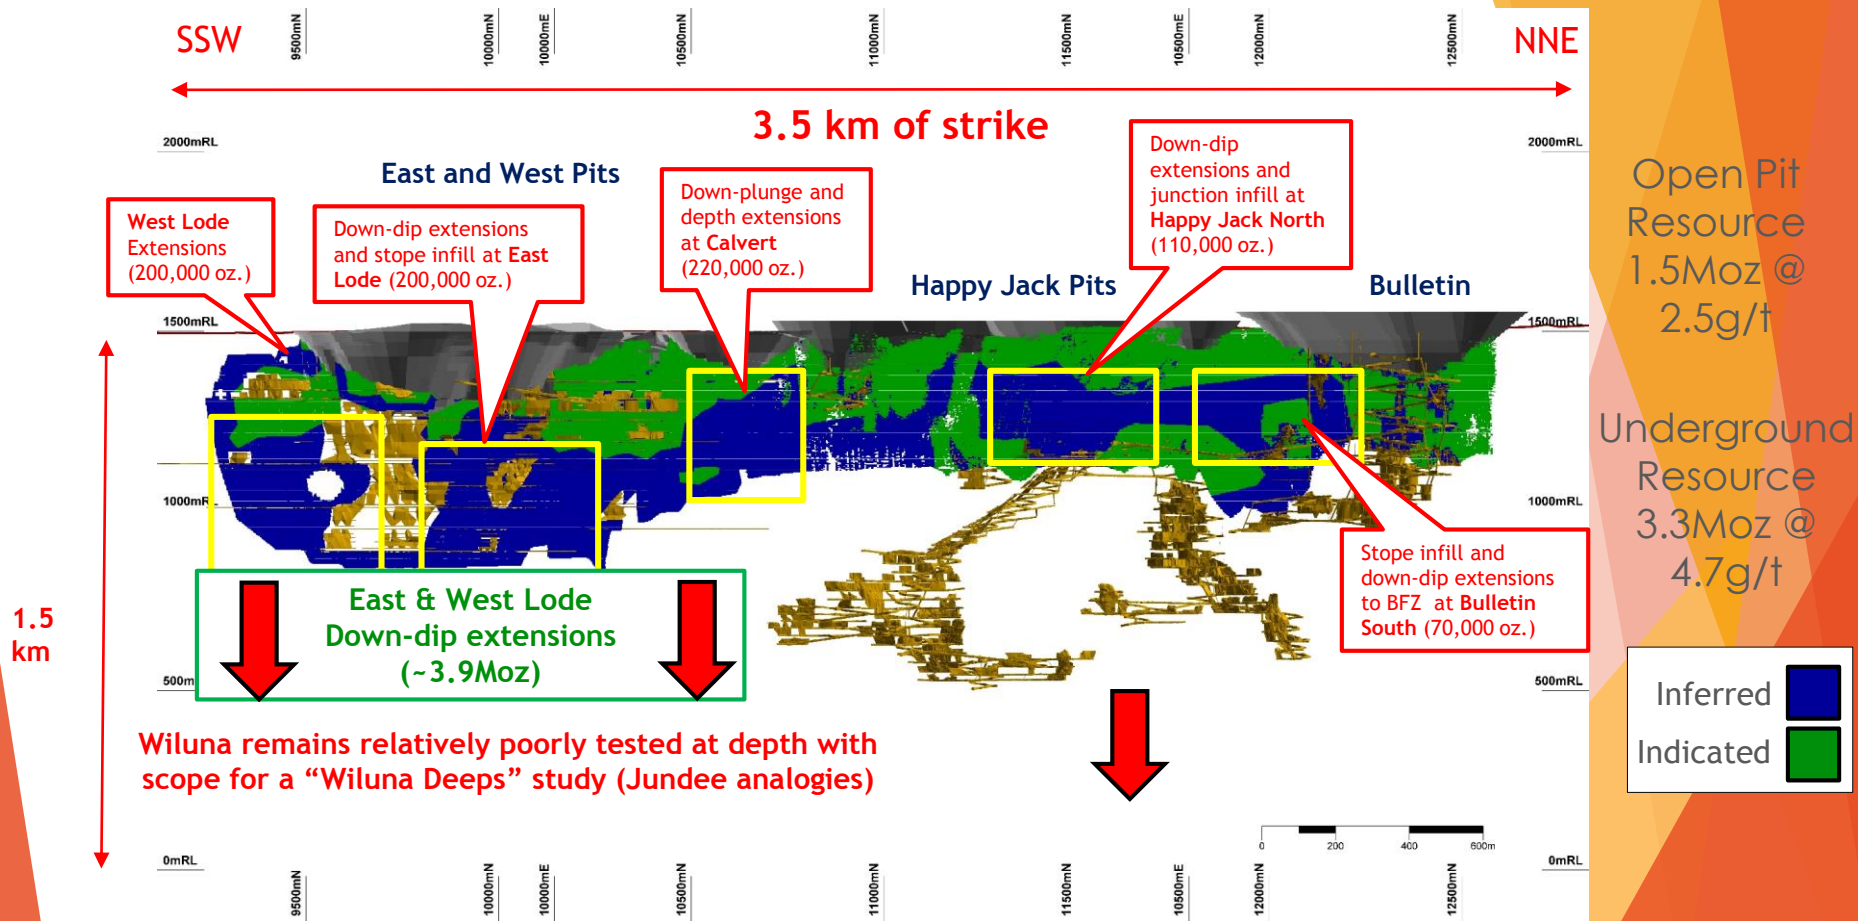 9500mN
10000mN
10000mE
10500mN
11000mN
11500mN
10500mE
12000mN
12500mN
SSW
NNE
3.5 km of strike
2000mRL
2000mRL
East and West Pits
West Lode
Extensions
(200,000 oz.)
Down-dip extensions
and stope infill at East
Lode (200,000 oz.)
Down-plunge and
depth extensions
at Calvert
(220,000 oz.)
Down-dip
extensions and
junction infill at
Happy Jack North
(110,000 oz.)
Happy Jack Pits
Bulletin
1500mRL
1500mRL
1000mRL
1000mRL
Stope infill and
down-dip extensions
to BFZ at Bulletin
South (70,000 oz.)
East & West Lode
Down-dip extensions
(~3.9Moz)
1.5
km
500m
500mRL
Wiluna remains relatively poorly tested at depth with
scope for a “Wiluna Deeps” study (Jundee analogies)
0 200 400 600m
0mRL
0mRL
9500mN
10000mN
10000mE
10500mN
11000mN
11500mN
10500mE
12000mN
12500mN
Open Pit
Resource
1.5Moz @
2.5g/t
Underground
Resource
3.3Moz @
4.7g/t
Inferred
Indicated